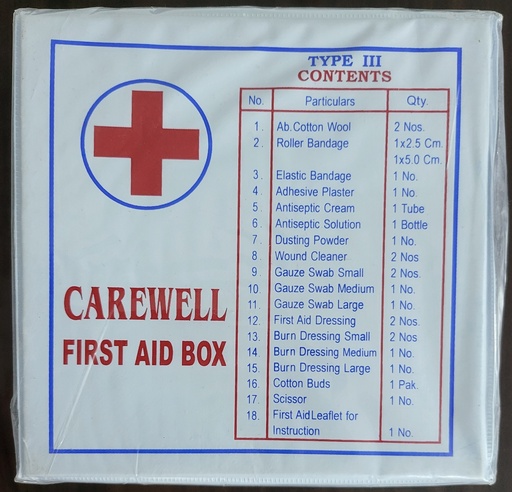 TYPE III
CONTENTS
No. Particulars Qty.
1. Ab.Cotton Wool 2 Nos.
2. Roller Bandage 1x2.5 Cm.
1x5.0 Cm.
3. Elastic Bandage 1 No.
4. Adhesive Plaster 1 No.
5. Antiseptic Cream 1 Tube
6. Antiseptic Solution 1 Bottle
7. Dusting Powder 1 No.
8. Wound Cleaner 2 Nos
9. Gauze Swab Small 2 Nos.
10. Gauze Swab Medium 1 No.
11. Gauze Swab Large 1 No.
12. First Aid Dressing 2 Nos.
13. Burn Dressing Small 2 Nos
14. Burn Dressing Medium 1 No.
15. Burn Dressing Large 1 No.
16. Cotton Buds 1 Pak.
17. Scissor 1 No.
18. First AidLeaflet for
Instruction 1 No.
CAREWELL
FIRST AID BOX